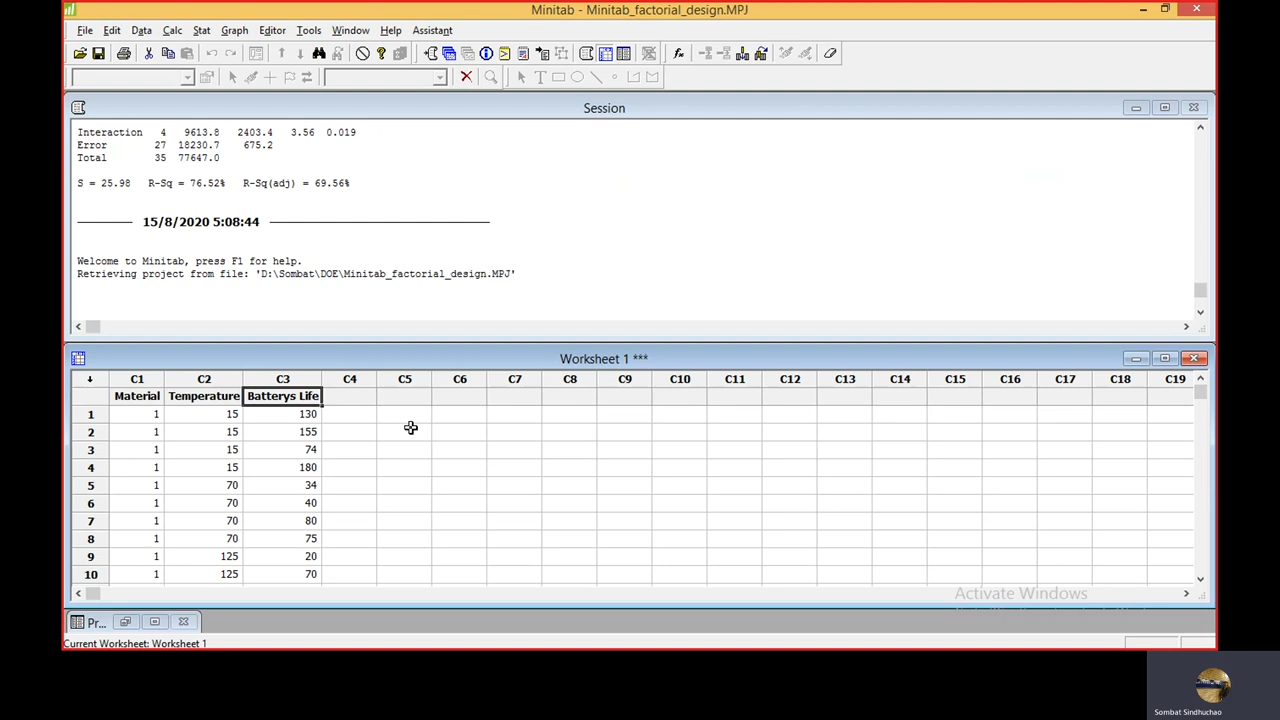 Minitab - Minitab_factorial_design.MPJ
File Edit Data Calc Stat Graph Editor Tools Window Help Assistant
Session
Interaction 4 9613.8 2403.4 3.56 0.019
Error 27 18230.7 675.2
Total 35 77647.0
S = 25.98 R-Sq = 76.52% R-Sq(adj) = 69.56%
15/8/2020 5:08:44
Welcome to Minitab, press F1 for help.
Retrieving project from file: 'D:\Sombat\DOE\Minitab_factorial_design.MPJ'
Worksheet 1 ***
C1 C2 C3 C4 C5 C6 C7 C8 C9 C10 C11 C12 C13 C14 C15 C16 C17 C18 C19
Material Temperature Batterys Life
1 1 15 130
2 1 15 155
3 1 15 74
4 1 15 180
5 1 70 34
6 1 70 40
7 1 70 80
8 1 70 75
9 1 125 20
10 1 125 70
Activate Windows
Pr...
Current Worksheet: Worksheet 1
Sombat Sindhuchao